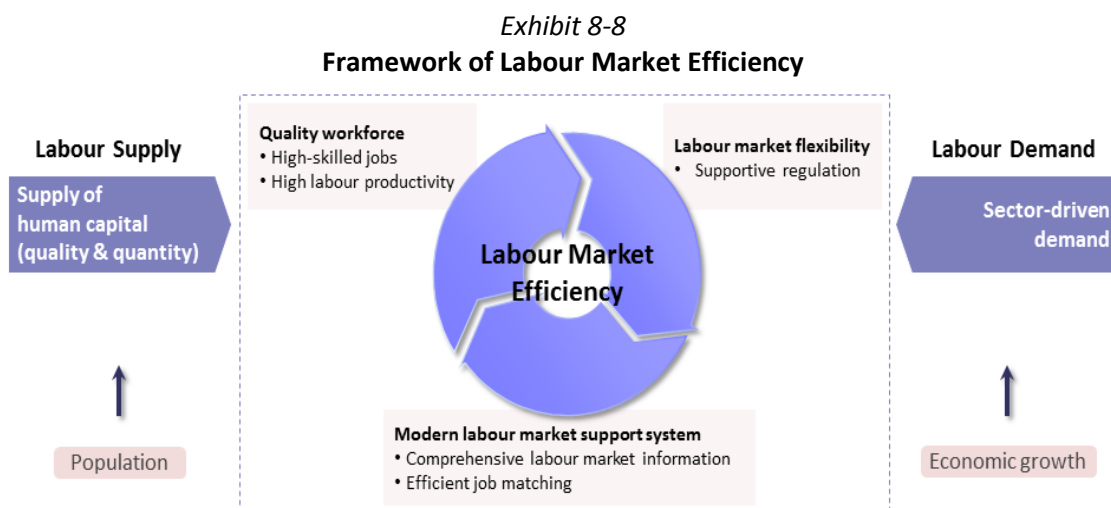 Exhibit 8-8
Framework of Labour Market Efficiency
Labour Supply
Supply of
human capital
(quality & quantity)
Population
Quality workforce
• High-skilled jobs
• High labour productivity
Labour market flexibility
• Supportive regulation
Labour Market
Efficiency
Modern labour market support system
• Comprehensive labour market information
• Efficient job matching
Labour Demand
Sector-driven
demand
Economic growth